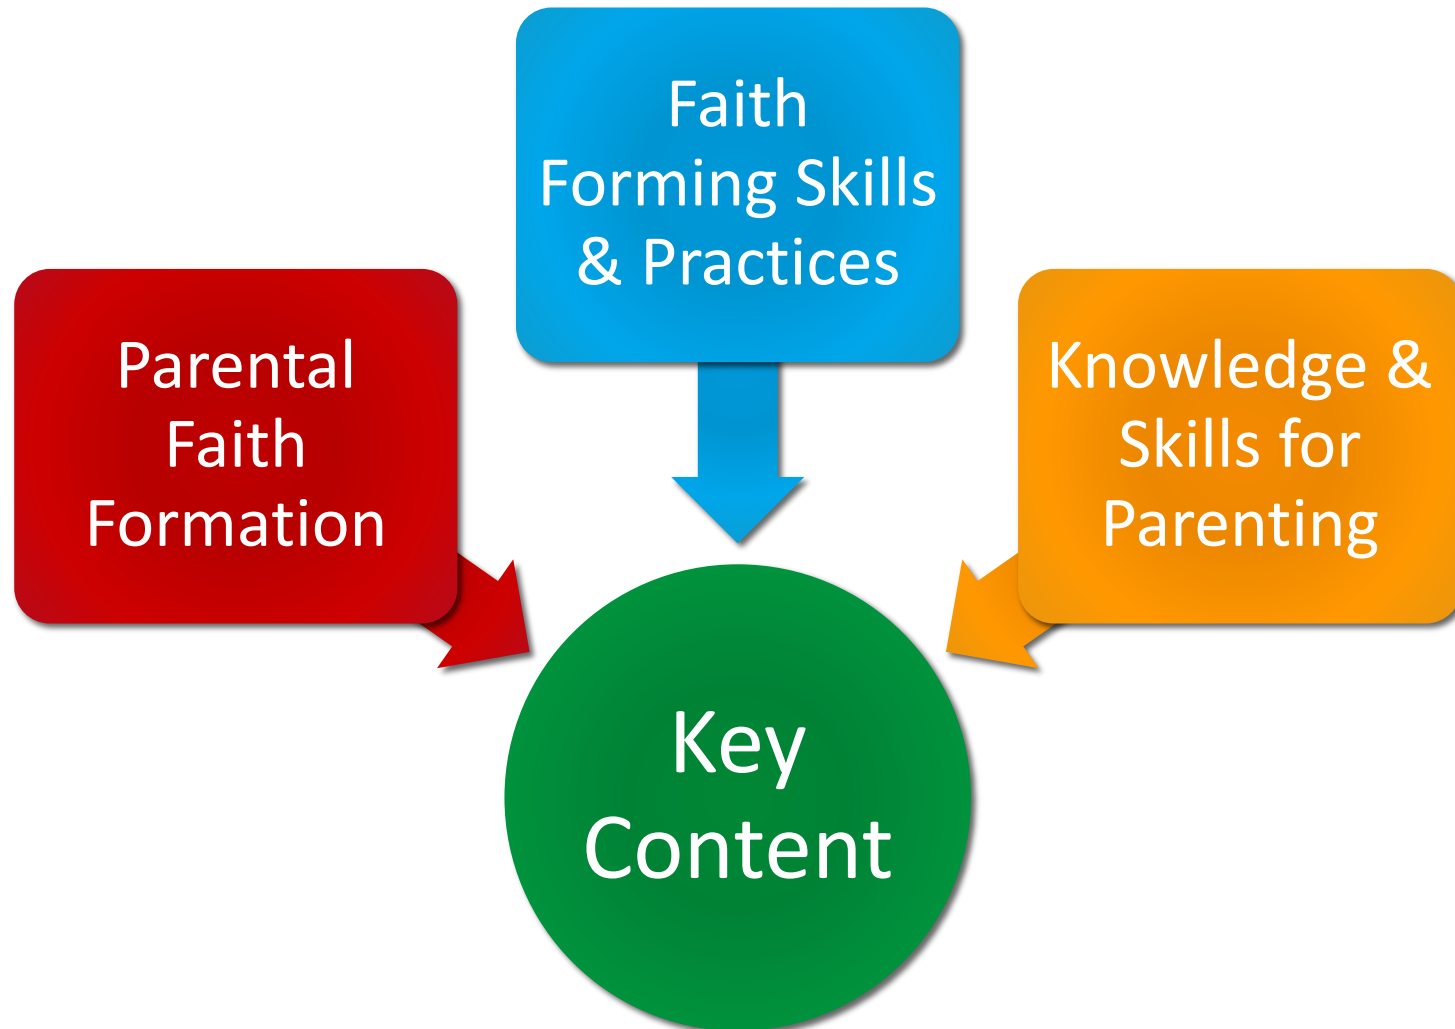 Faith
Forming Skills
& Practices
Parental
Faith
Formation
Knowledge &
Skills for
Parenting
Key
Content